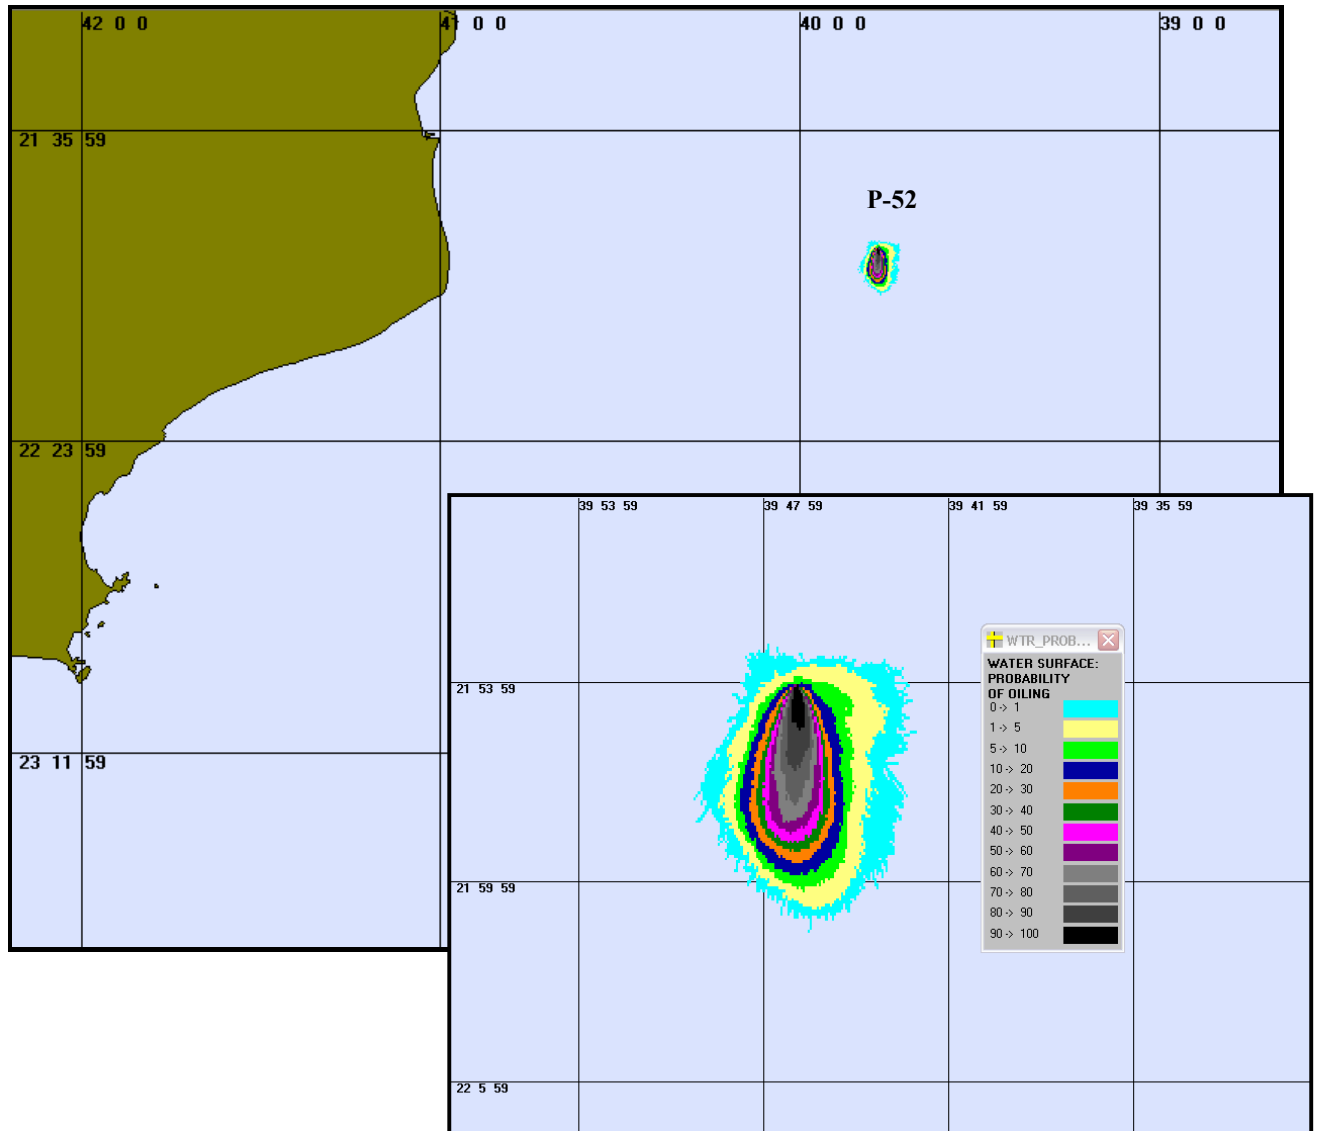 42 0 0
41 0 0
40 0 0
39 0 0
21 35 59
P-52
22 23 59
23 11 59
39 53 59
39 47 59
39 41 59
39 35 59
21 53 59
21 59 59
22 5 59
WTR_PROB...
WATER SURFACE:
PROBABILITY
OF OILING
0 -> 1
1 -> 5
5 -> 10
10 -> 20
20 -> 30
30 -> 40
40 -> 50
50 -> 60
60 -> 70
70 -> 80
80 -> 90
90 -> 100